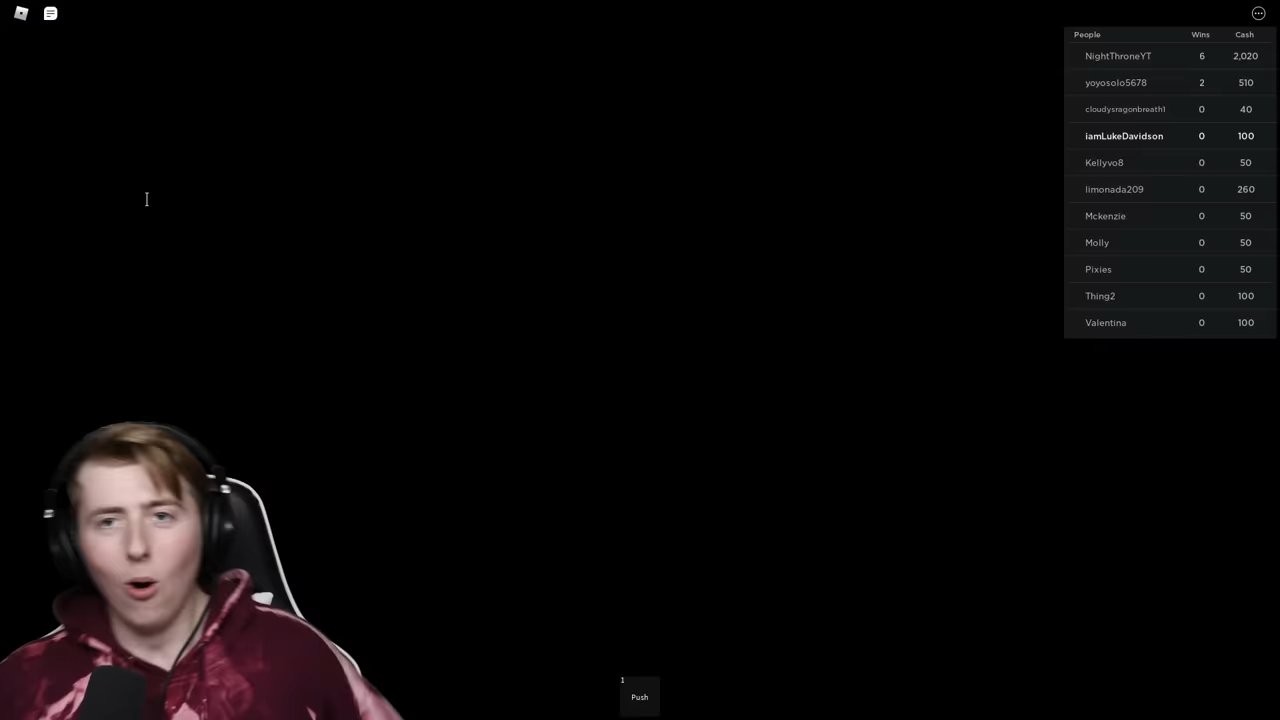 People Wins Cash
NightThroneYT 6 2,020
yoyosolo5678 2 510
cloudysragonbreath1 0 40
iamLukeDavidson 0 100
Kellyvo8 0 50
limonada209 0 260
Mckenzie 0 50
Molly 0 50
Pixies 0 50
Thing2 0 100
Valentina 0 100
1
Push